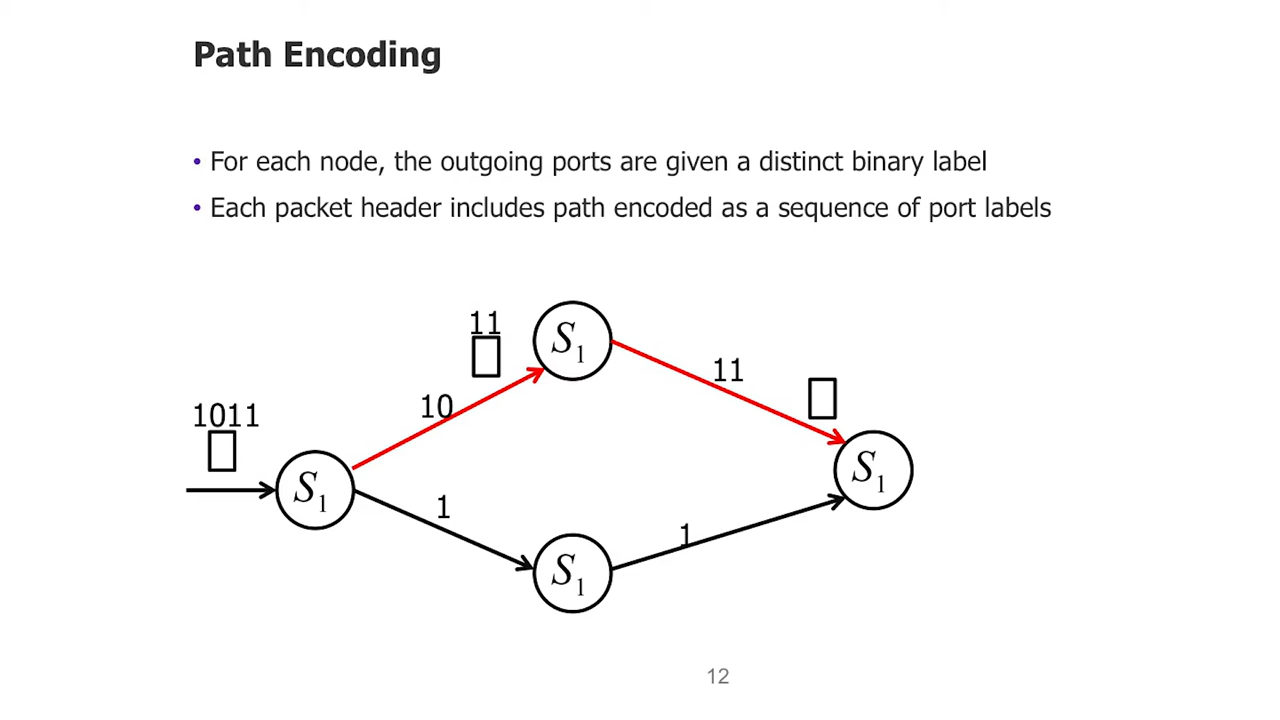 Path Encoding
• For each node, the outgoing ports are given a distinct binary label
• Each packet header includes path encoded as a sequence of port labels
11
S1
11
10
1011
S1
S1
1
1
S1
12